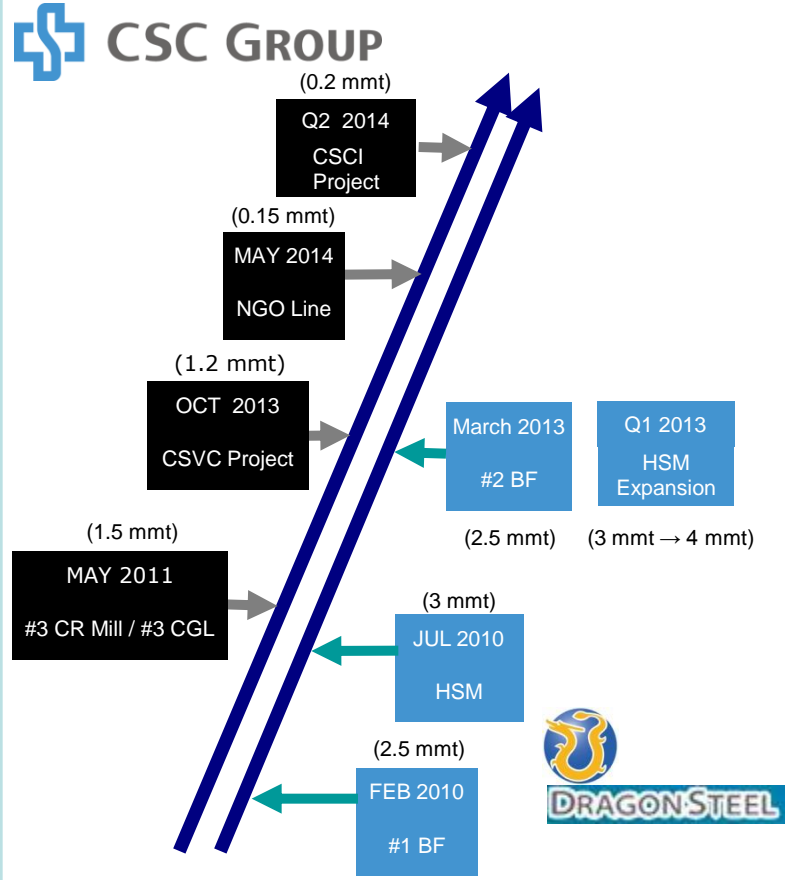 CSC GROUP
(0.2 mmt)
Q2 2014
CSCI
Project
(0.15 mmt)
MAY 2014
NGO Line
(1.2 mmt)
OCT 2013
CSVC Project
March 2013
#2 BF
(2.5 mmt)
Q1 2013
HSM
Expansion
(3 mmt → 4 mmt)
(1.5 mmt)
MAY 2011
#3 CR Mill / #3 CGL
(3 mmt)
JUL 2010
HSM
(2.5 mmt)
FEB 2010
#1 BF
DRAGON STEEL